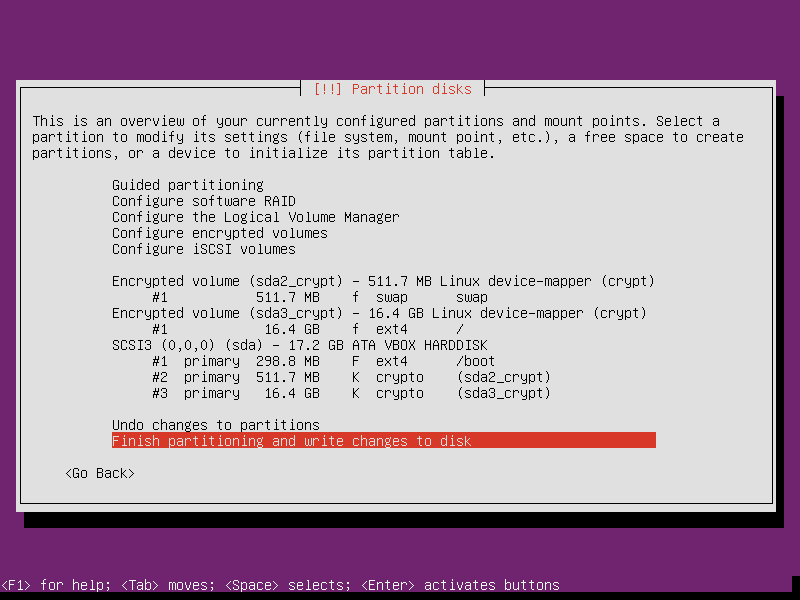 [!!] Partition disks
This is an overview of your currently configured partitions and mount points. Select a
partition to modify its settings (file system, mount point, etc.), a free space to create
partitions, or a device to initialize its partition table.
Guided partitioning
Configure software RAID
Configure the Logical Volume Manager
Configure encrypted volumes
Configure iSCSI volumes
Encrypted volume (sda2_crypt) - 511.7 MB Linux device-mapper (crypt)
#1 511.7 MB f swap swap
Encrypted volume (sda3_crypt) - 16.4 GB Linux device-mapper (crypt)
#1 16.4 GB f ext4 /
SCSI3 (0,0,0) (sda) - 17.2 GB ATA VBOX HARDDISK
#1 primary 298.8 MB F ext4 /boot
#2 primary 511.7 MB K crypto (sda2_crypt)
#3 primary 16.4 GB K crypto (sda3_crypt)
Undo changes to partitions
Finish partitioning and write changes to disk
<Go Back>
<F1> for help; <Tab> moves; <Space> selects; <Enter> activates buttons